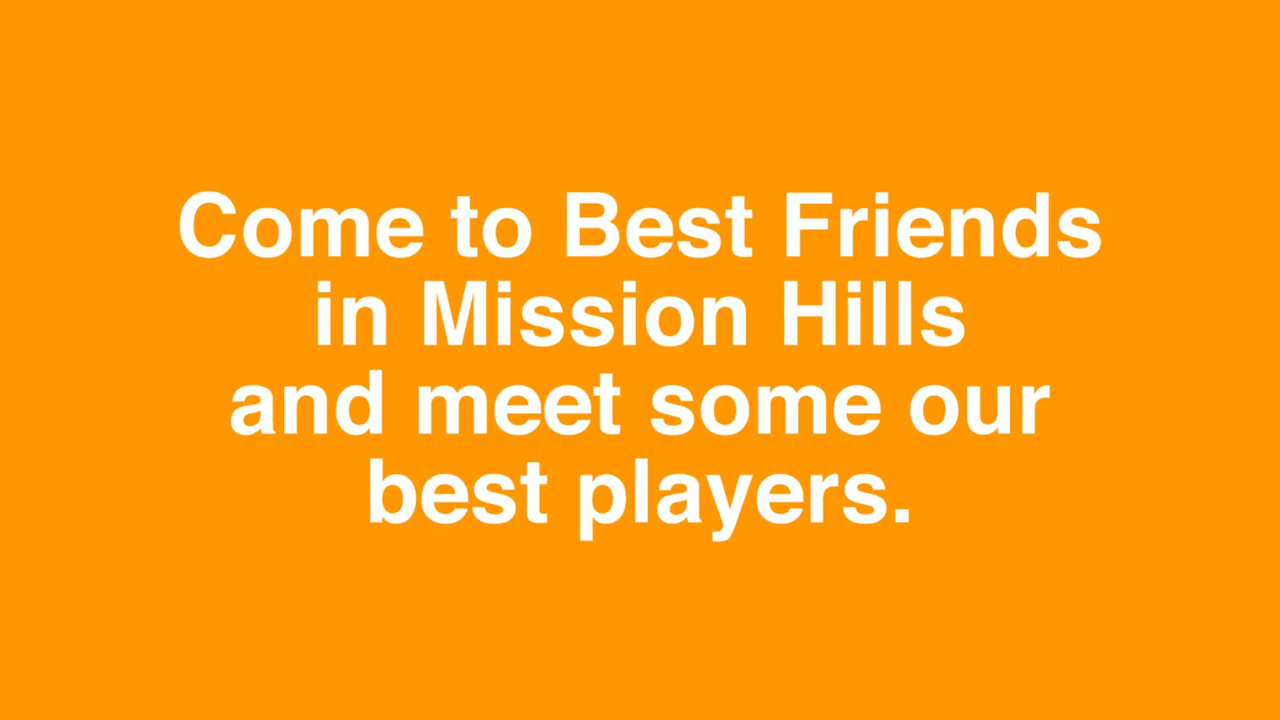 Come to Best Friends
in Mission Hills
and meet some our
best players.